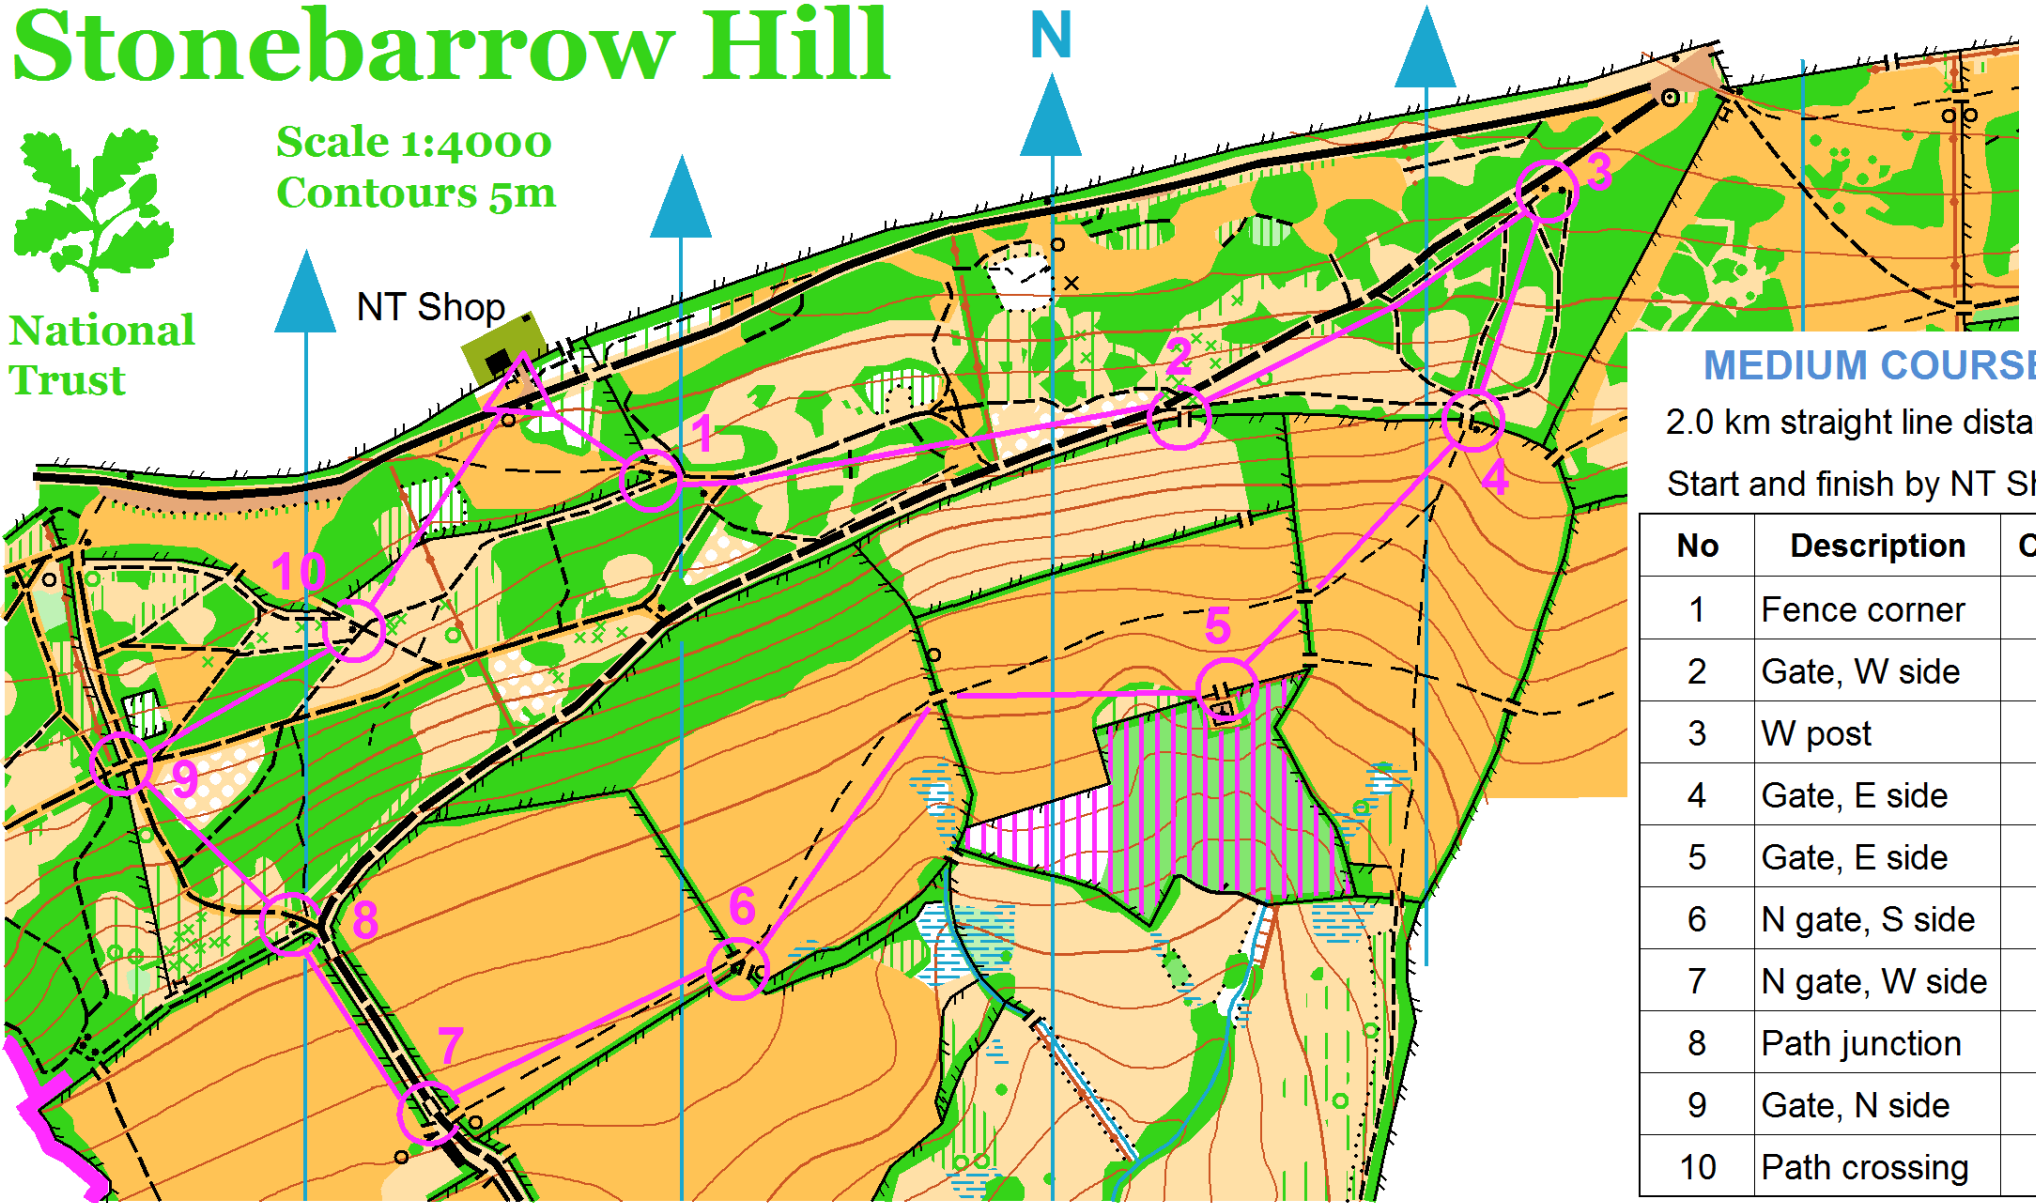 Stonebarrow Hill
N
Scale 1:4000
Contours 5m
National
Trust
NT Shop
1
2
3
4
5
6
7
8
9
10
MEDIUM COURSE
2.0 km straight line dista
Start and finish by NT Sh
No Description C
1 Fence corner
2 Gate, W side
3 W post
4 Gate, E side
5 Gate, E side
6 N gate, S side
7 N gate, W side
8 Path junction
9 Gate, N side
10 Path crossing